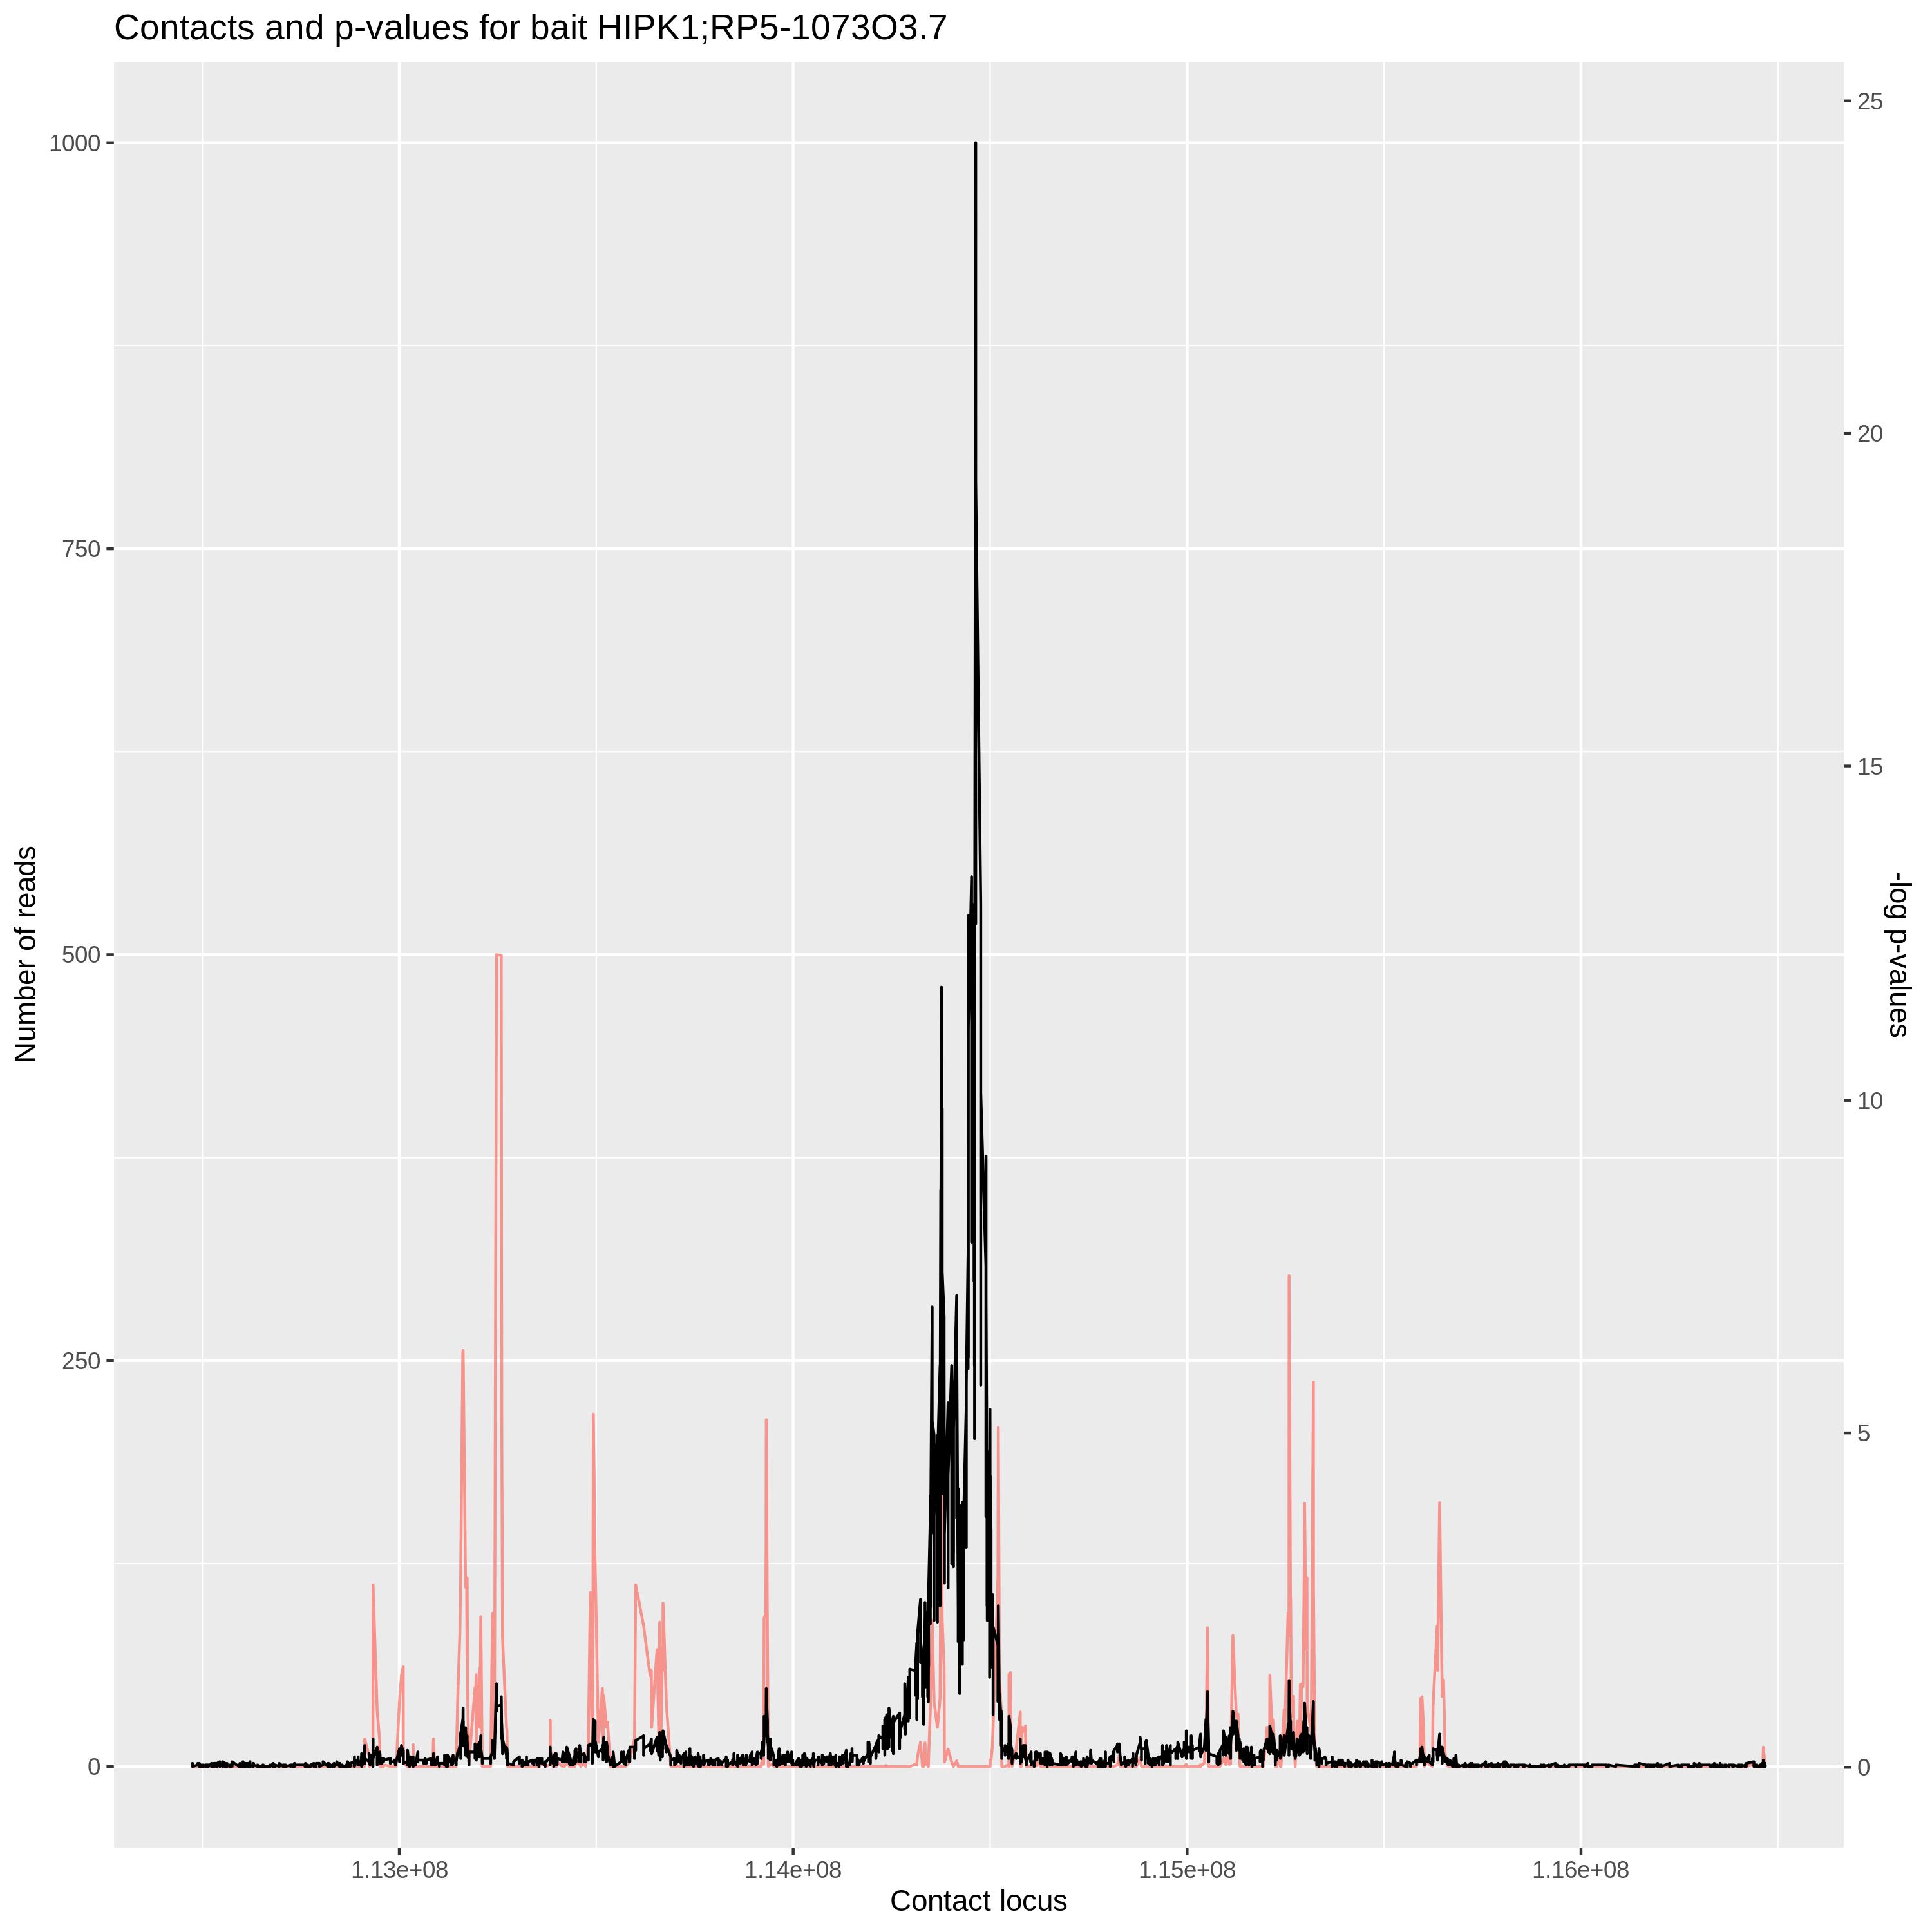 Contacts and p-values for bait HIPK1;RP5-1073O3.7
1000
750
500
250
0
Number of reads
25
20
15
10
5
0
-log p-values
1.13e+08
1.14e+08
1.15e+08
1.16e+08
Contact locus